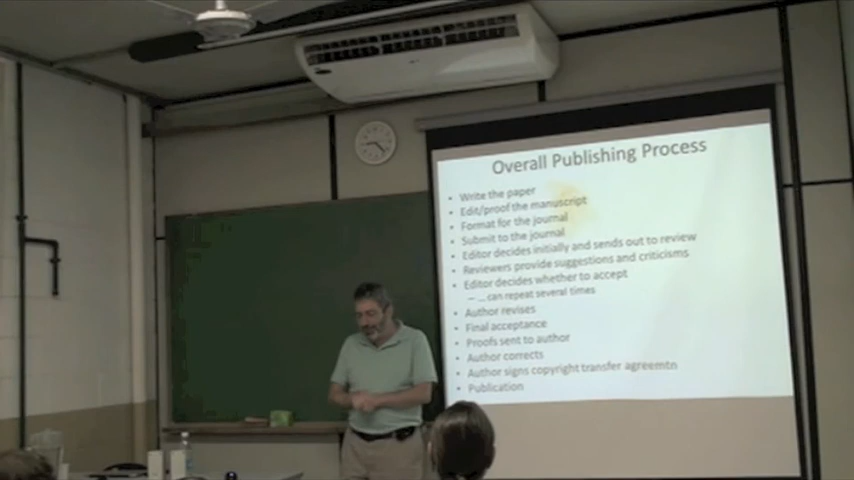 Overall Publishing Process
• Write the paper
• Edit/proof the manuscript
• Format for the journal
• Submit to the journal
• Editor decides initially and sends out to review
• Reviewers provide suggestions and criticisms
• Editor decides whether to accept
– ... can repeat several times
• Author revises
• Final acceptance
• Proofs sent to author
• Author corrects
• Author signs copyright transfer agreemtn
• Publication